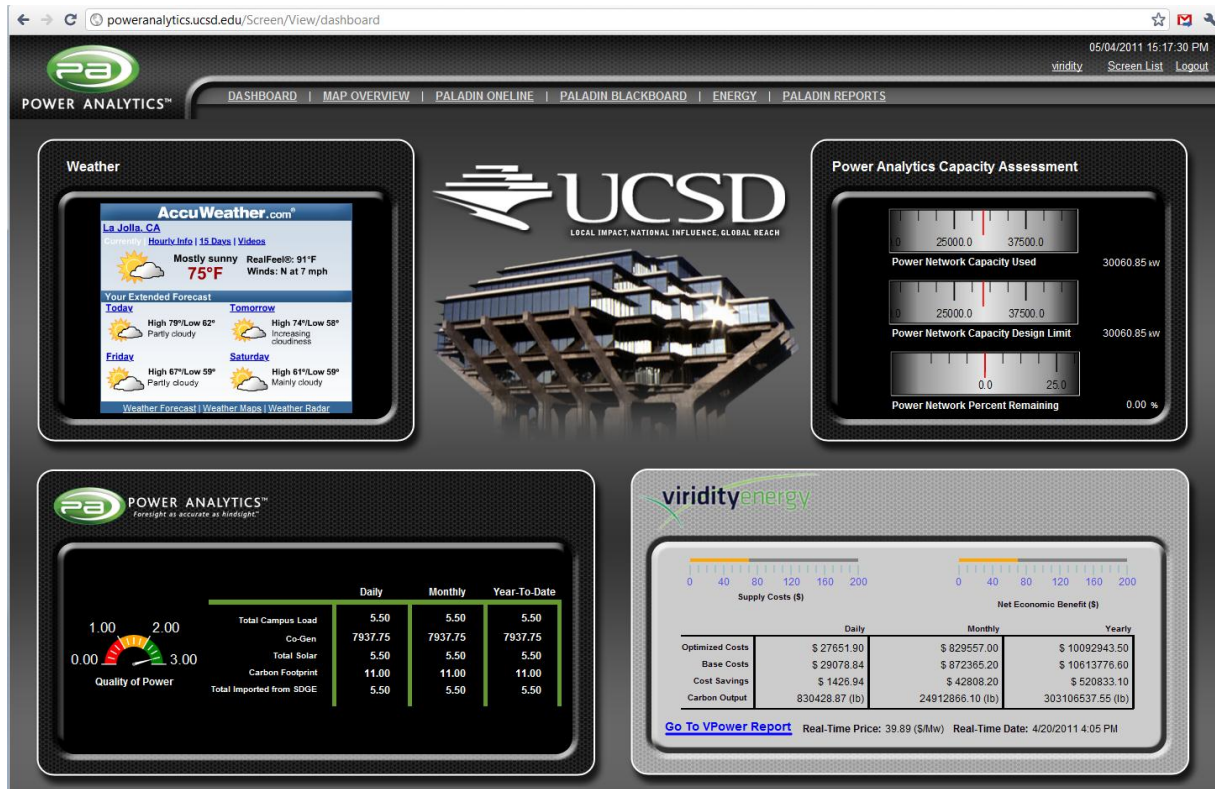 poweranalytics.ucsd.edu/Screen/View/dashboard
05/04/2011 15:17:30 PM
viridity Screen List Logout
pa
POWER ANALYTICS™
DASHBOARD | MAP OVERVIEW | PALADIN ONELINE | PALADIN BLACKBOARD | ENERGY | PALADIN REPORTS
Weather
AccuWeather.com®
La Jolla, CA
Currently | Hourly Info | 15 Days | Videos
Mostly sunny RealFeel®: 91°F
75°F Winds: N at 7 mph
Your Extended Forecast
Today Tomorrow
High 79°/Low 62° High 74°/Low 58°
Partly cloudy Increasing
cloudiness
Friday Saturday
High 67°/Low 59° High 61°/Low 59°
Partly cloudy Mainly cloudy
Weather Forecast | Weather Maps | Weather Radar
UCSD
LOCAL IMPACT, NATIONAL INFLUENCE, GLOBAL REACH
Power Analytics Capacity Assessment
0 25000.0 37500.0
Power Network Capacity Used 30060.85 kW
0 25000.0 37500.0
Power Network Capacity Design Limit 30060.85 kW
0.0 25.0
Power Network Percent Remaining 0.00 %
pa POWER ANALYTICS™
Foresight as accurate as hindsight.™
1.00 2.00
0.00 3.00
Quality of Power
Daily Monthly Year-To-Date
Total Campus Load 5.50 5.50 5.50
Co-Gen 7937.75 7937.75 7937.75
Total Solar 5.50 5.50 5.50
Carbon Footprint 11.00 11.00 11.00
Total Imported from SDGE 5.50 5.50 5.50
viridityenergy
0 40 80 120 160 200
Supply Costs ($)
0 40 80 120 160 200
Net Economic Benefit ($)
Daily Monthly Yearly
Optimized Costs $ 27651.90 $ 829557.00 $ 10092943.50
Base Costs $ 29078.84 $ 872365.20 $ 10613776.60
Cost Savings $ 1426.94 $ 42808.20 $ 520833.10
Carbon Output 830428.87 (lb) 24912866.10 (lb) 303106537.55 (lb)
Go To VPower Report Real-Time Price: 39.89 ($/Mw) Real-Time Date: 4/20/2011 4:05 PM